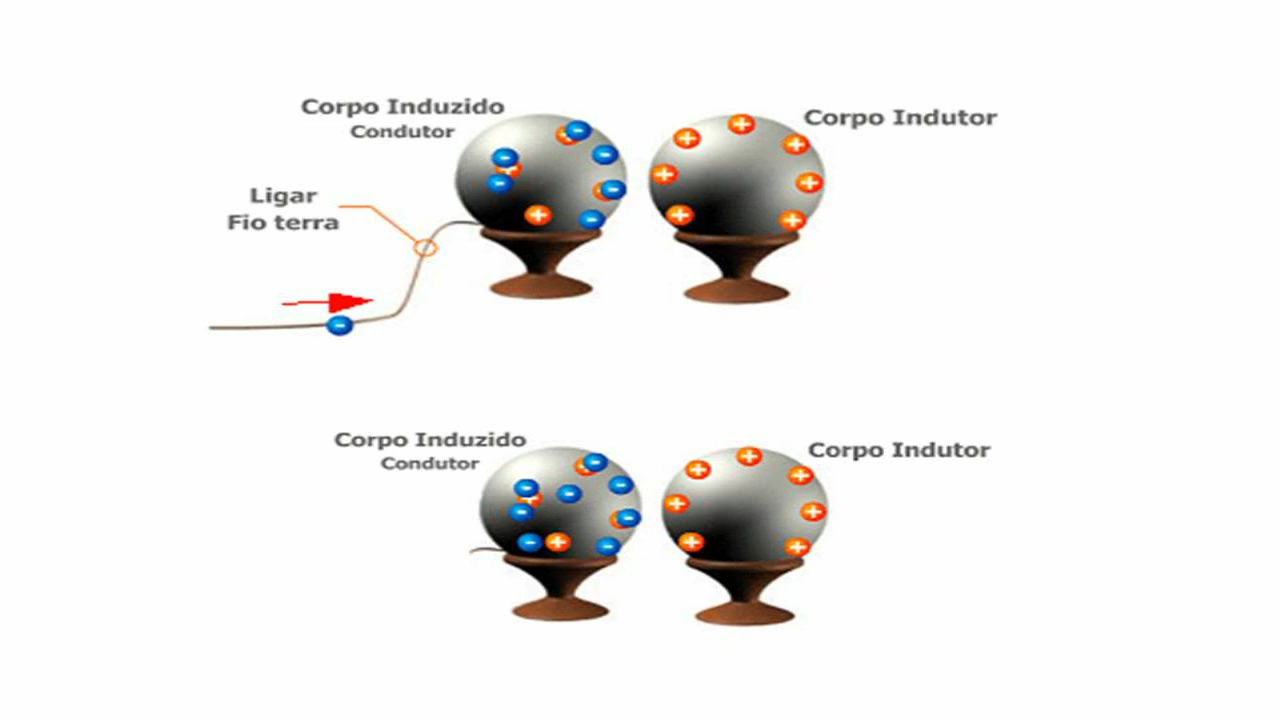 Corpo Induzido
Condutor
Corpo Indutor
Ligar
Fio terra
Corpo Induzido
Condutor
Corpo Indutor